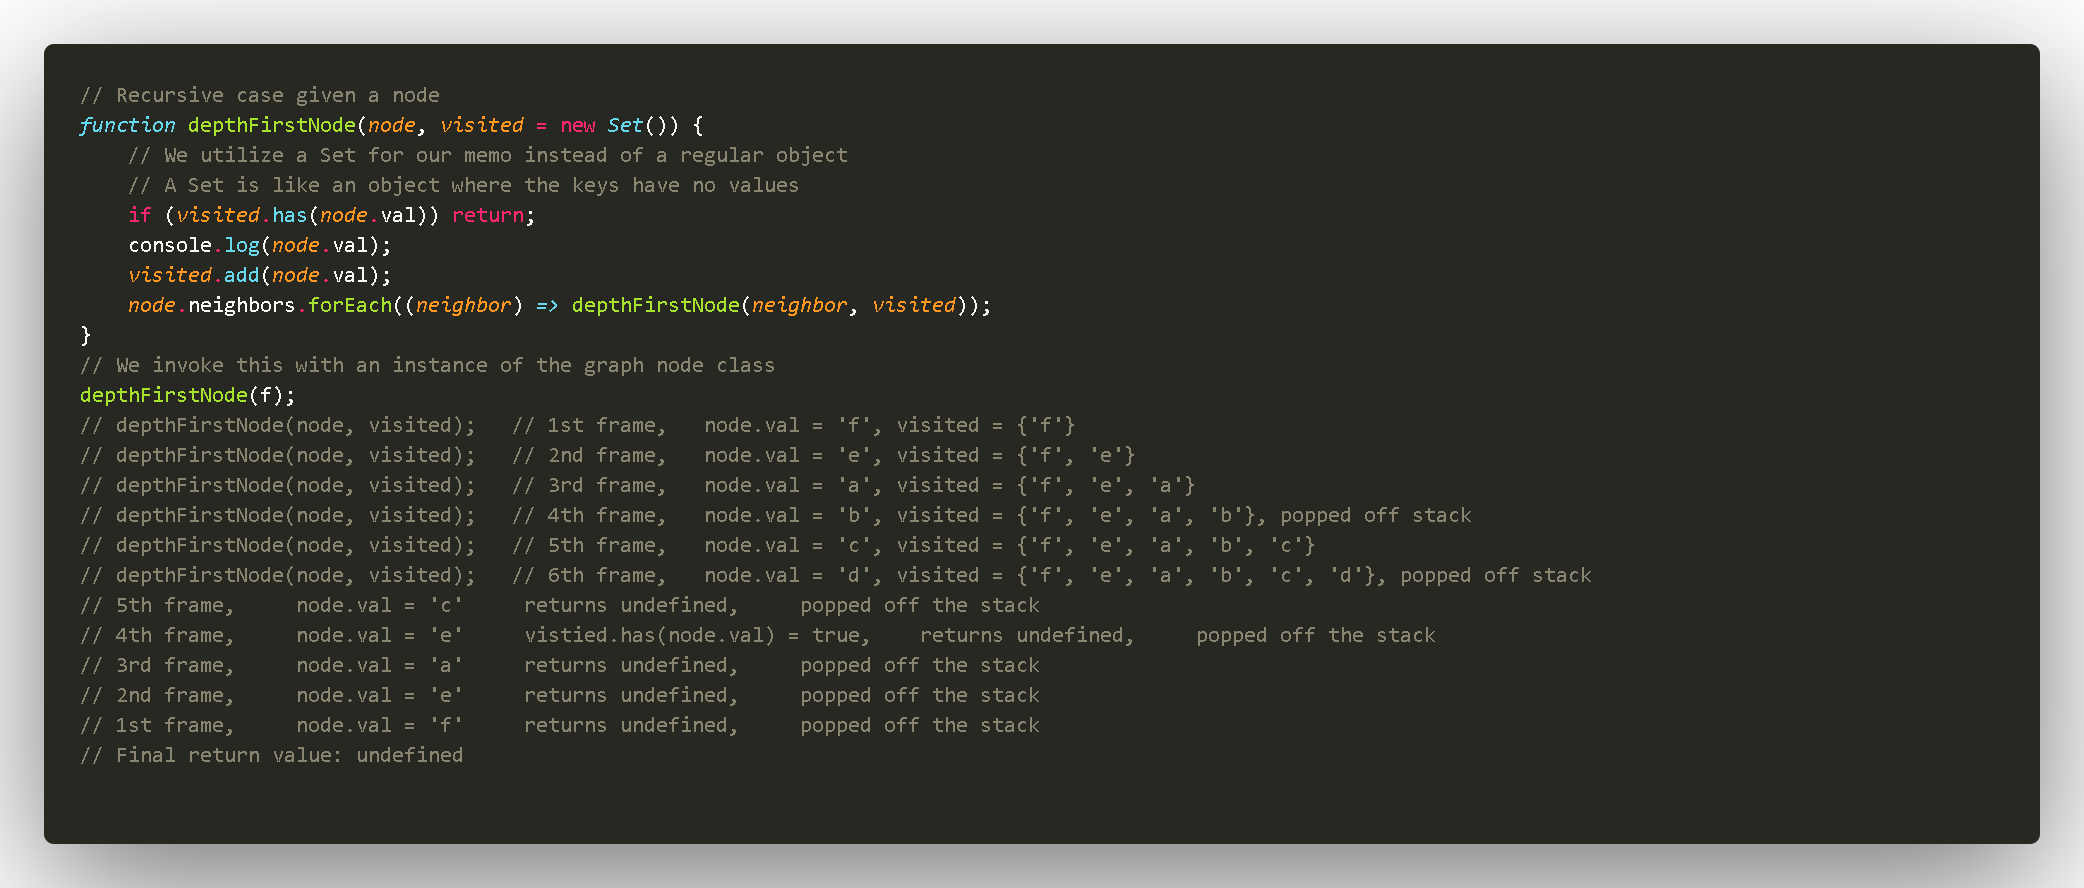 // Recursive case given a node
function depthFirstNode(node, visited = new Set()) {
    // We utilize a Set for our memo instead of a regular object
    // A Set is like an object where the keys have no values
    if (visited.has(node.val)) return;
    console.log(node.val);
    visited.add(node.val);
    node.neighbors.forEach((neighbor) => depthFirstNode(neighbor, visited));
}
// We invoke this with an instance of the graph node class
depthFirstNode(f);
// depthFirstNode(node, visited);   // 1st frame,   node.val = 'f', visited = {'f'}
// depthFirstNode(node, visited);   // 2nd frame,   node.val = 'e', visited = {'f', 'e'}
// depthFirstNode(node, visited);   // 3rd frame,   node.val = 'a', visited = {'f', 'e', 'a'}
// depthFirstNode(node, visited);   // 4th frame,   node.val = 'b', visited = {'f', 'e', 'a', 'b'}, popped off stack
// depthFirstNode(node, visited);   // 5th frame,   node.val = 'c', visited = {'f', 'e', 'a', 'b', 'c'}
// depthFirstNode(node, visited);   // 6th frame,   node.val = 'd', visited = {'f', 'e', 'a', 'b', 'c', 'd'}, popped off stack
// 5th frame,     node.val = 'c'     returns undefined,     popped off the stack
// 4th frame,     node.val = 'e'     vistied.has(node.val) = true,    returns undefined,     popped off the stack
// 3rd frame,     node.val = 'a'     returns undefined,     popped off the stack
// 2nd frame,     node.val = 'e'     returns undefined,     popped off the stack
// 1st frame,     node.val = 'f'     returns undefined,     popped off the stack
// Final return value: undefined